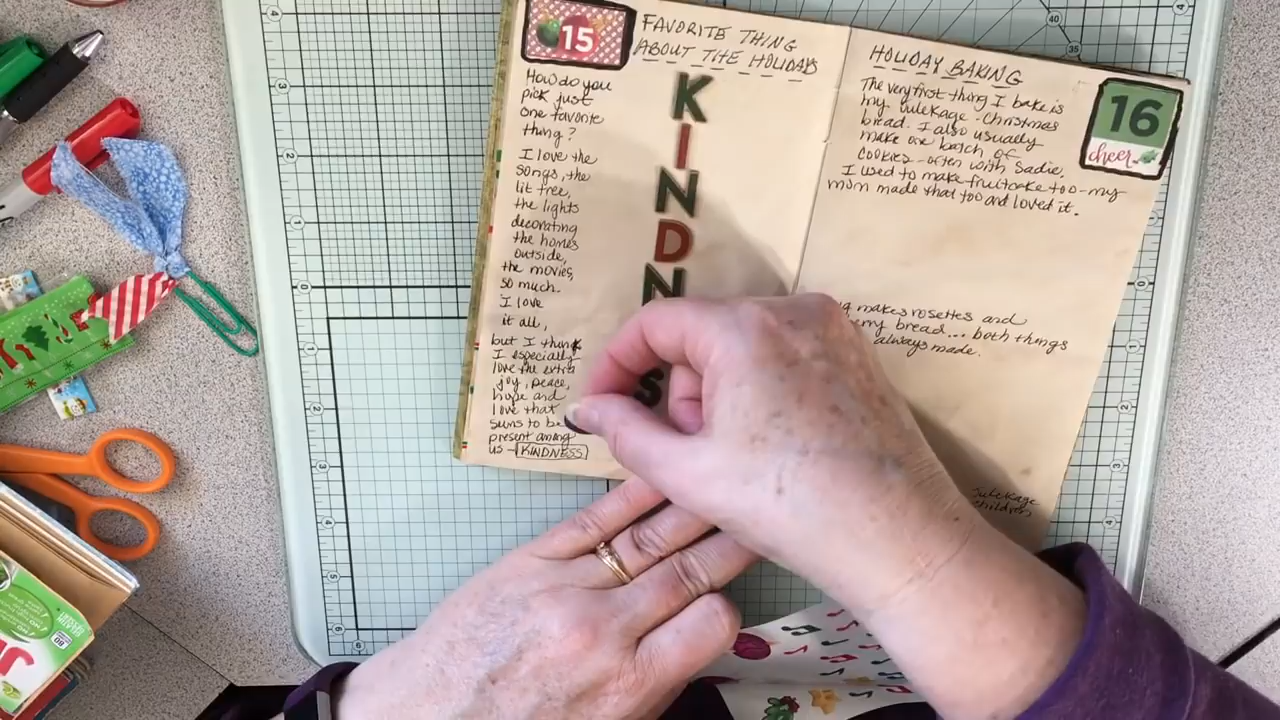 15
FAVORITE THING
ABOUT THE HOLIDAYS
How do you
pick just
one favorite
thing?
I love the
songs, the
lit tree,
the lights
decorating
the homes
outside,
the movies,
so much.
I love
it all,
but I think
I especially
love the extra
joy, peace,
hope and
love that
seems to be
present among
us - KINDNESS
K
I
N
D
N
S
HOLIDAY BAKING
16
cheer
The very first thing I bake is
my Julekage - Christmas
bread. I also usually
make one batch of
cookies - often with Sadie.
I used to make fruitcake too - my
mom made that too and loved it.
makes rosettes and
bread... both things
always made.
Julekage
children